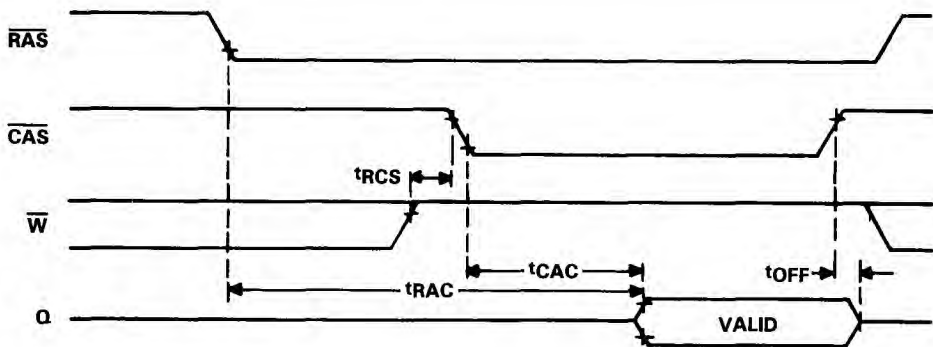 RAS
CAS
tRCS
W
tCAC
tOFF
tRAC
Q
VALID